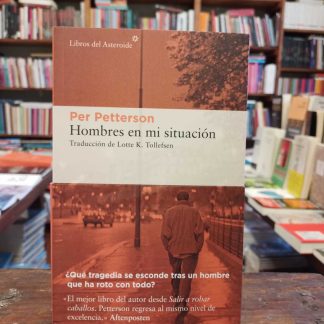 Libros del Asteroide
Per Petterson
Hombres en mi situación
Traducción de Lotte K. Tollefsen
¿Qué tragedia se esconde tras un hombre
que ha roto con todo?
«El mejor libro del autor desde Salir a robar
caballos. Petterson regresa al mismo nivel de
excelencia.» Aftenposten